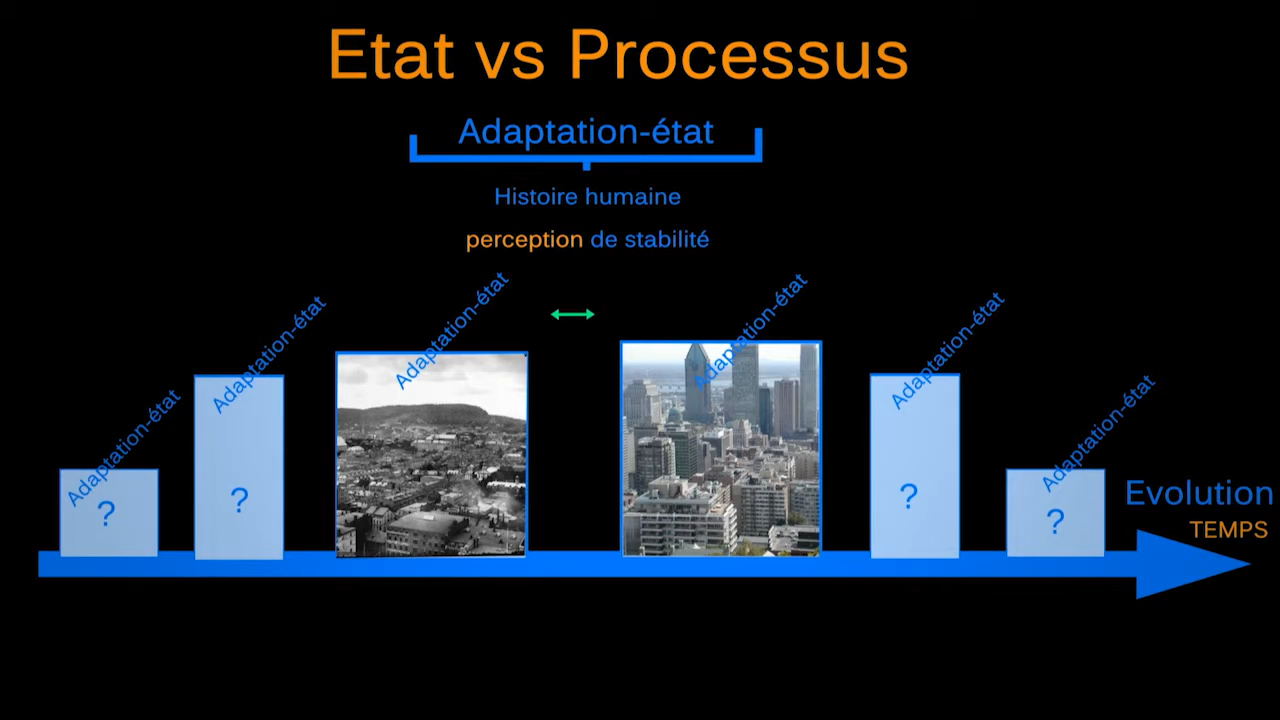 Etat vs Processus
Adaptation-état
Histoire humaine
perception de stabilité
Adaptation-état
Adaptation-état
Adaptation-état
Adaptation-état
Adaptation-état
Adaptation-état
?
?
?
?
Evolution
TEMPS